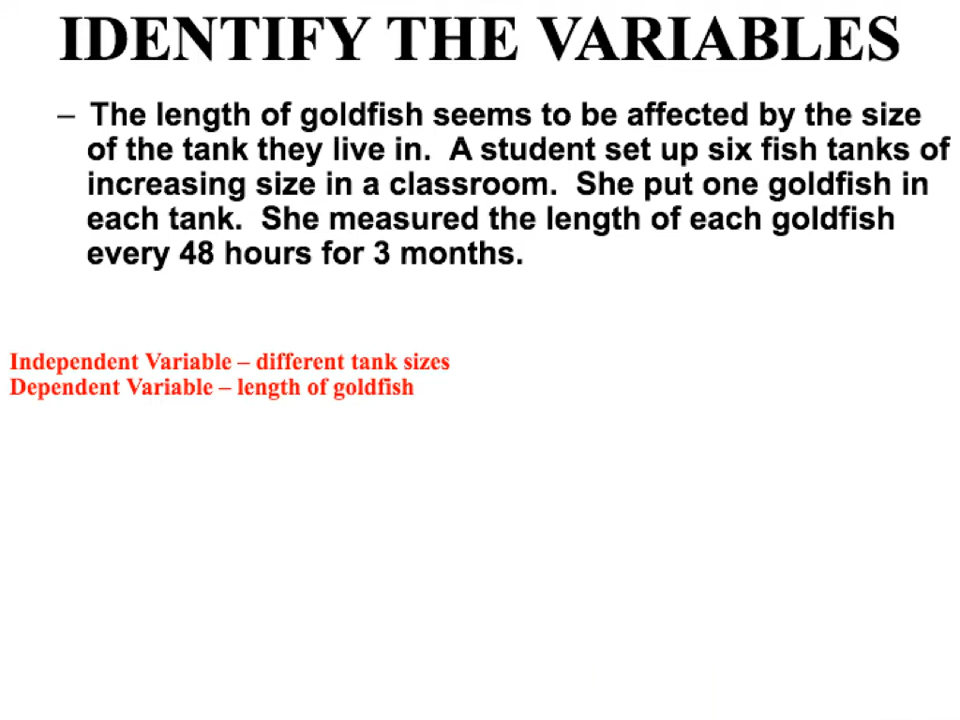 IDENTIFY THE VARIABLES
– The length of goldfish seems to be affected by the size
of the tank they live in.  A student set up six fish tanks of
increasing size in a classroom.  She put one goldfish in
each tank.  She measured the length of each goldfish
every 48 hours for 3 months.
Independent Variable – different tank sizes
Dependent Variable – length of goldfish